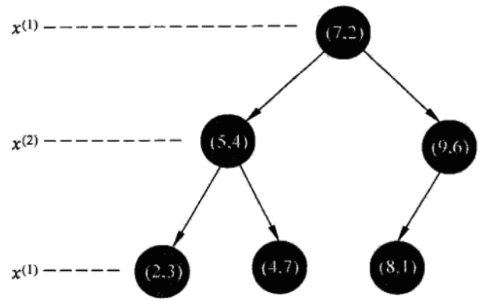 x(1) (7,2)
x(2) (5,4) (9,6)
x(1) (2,3) (4,7) (8,1)